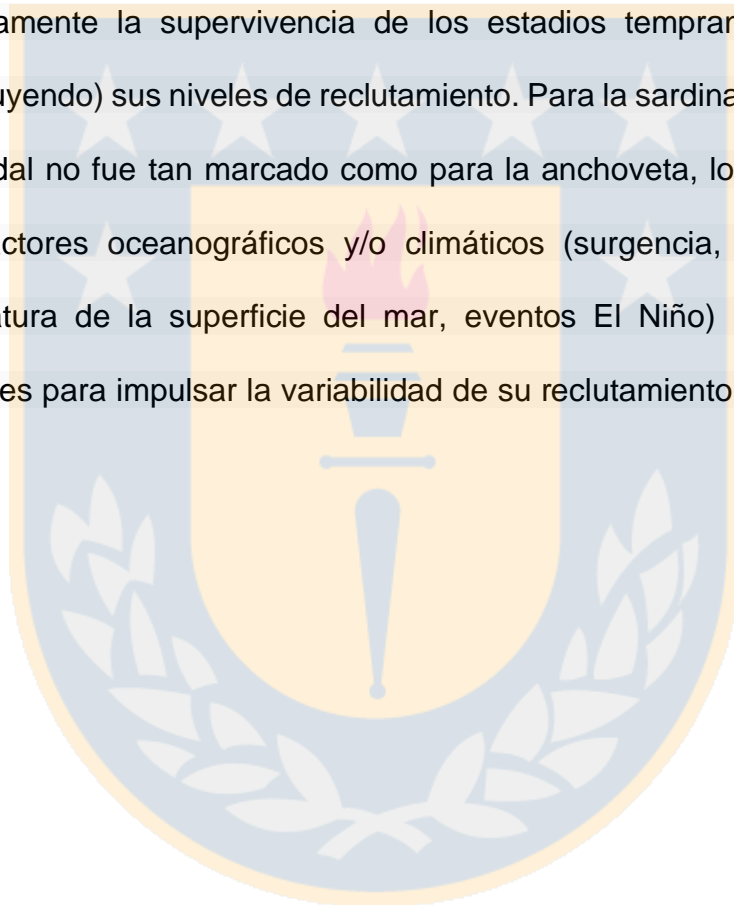 amente la supervivencia de los estadios tempran
uyendo) sus niveles de reclutamiento. Para la sardina
dal no fue tan marcado como para la anchoveta, lo
ctores oceanográficos y/o climáticos (surgencia,
atura de la superficie del mar, eventos El Niño)
es para impulsar la variabilidad de su reclutamiento